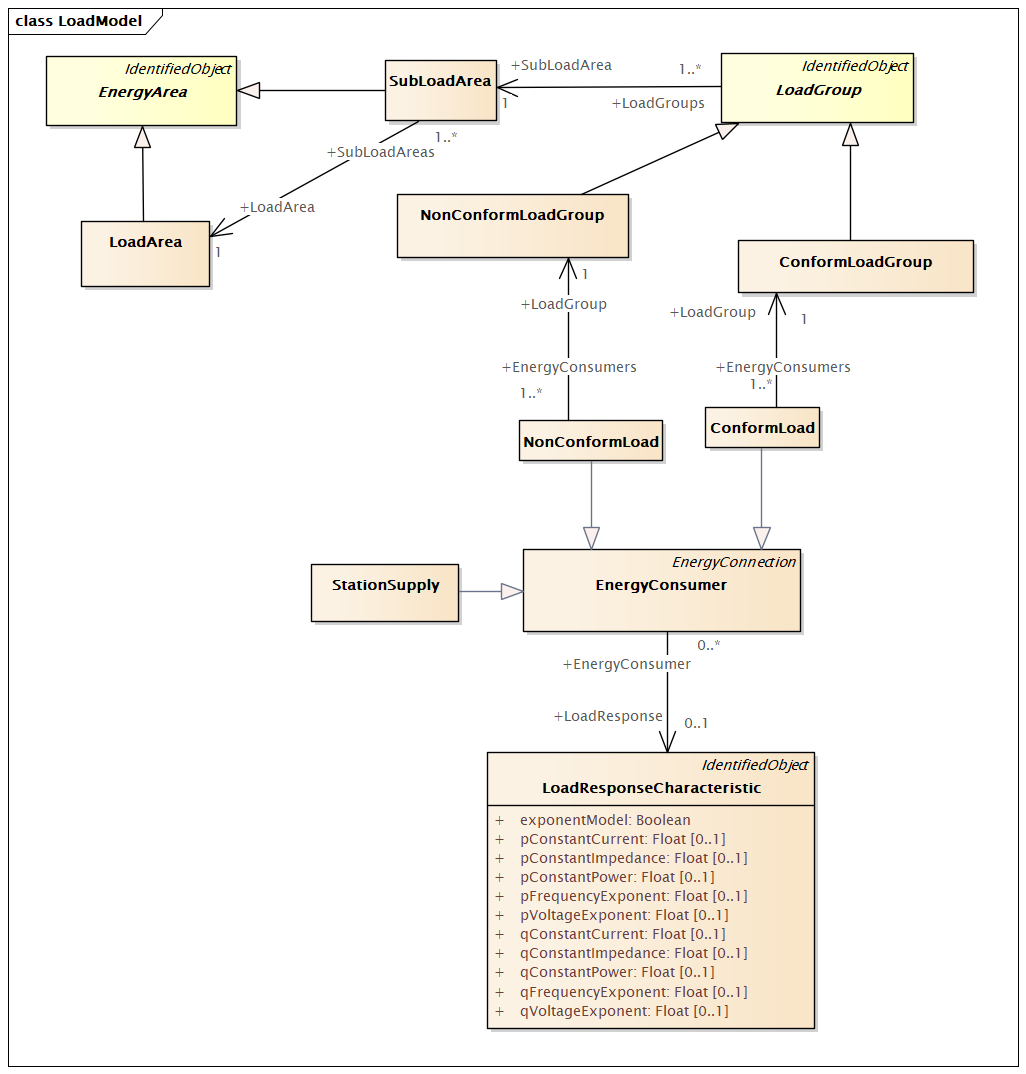 class LoadModel
IdentifiedObject
EnergyArea
SubLoadArea
+SubLoadArea
1..*
1
+LoadGroups
IdentifiedObject
LoadGroup
1..*
+SubLoadAreas
+LoadArea
1
LoadArea
NonConformLoadGroup
ConformLoadGroup
1
+LoadGroup
+EnergyConsumers
1..*
+LoadGroup
1
+EnergyConsumers
1..*
NonConformLoad
ConformLoad
StationSupply
EnergyConnection
EnergyConsumer
0..*
+EnergyConsumer
+LoadResponse
0..1
IdentifiedObject
LoadResponseCharacteristic
+ exponentModel: Boolean
+ pConstantCurrent: Float [0..1]
+ pConstantImpedance: Float [0..1]
+ pConstantPower: Float [0..1]
+ pFrequencyExponent: Float [0..1]
+ pVoltageExponent: Float [0..1]
+ qConstantCurrent: Float [0..1]
+ qConstantImpedance: Float [0..1]
+ qConstantPower: Float [0..1]
+ qFrequencyExponent: Float [0..1]
+ qVoltageExponent: Float [0..1]